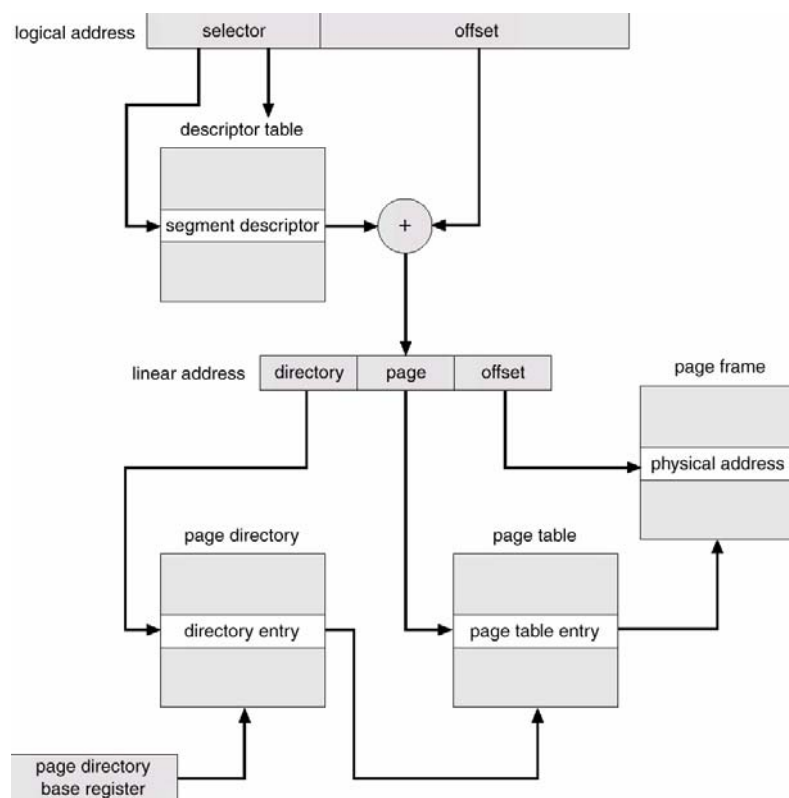 logical address
selector
offset
descriptor table
segment descriptor
+
linear address
directory
page
offset
page frame
physical address
page directory
page table
directory entry
page table entry
page directory
base register